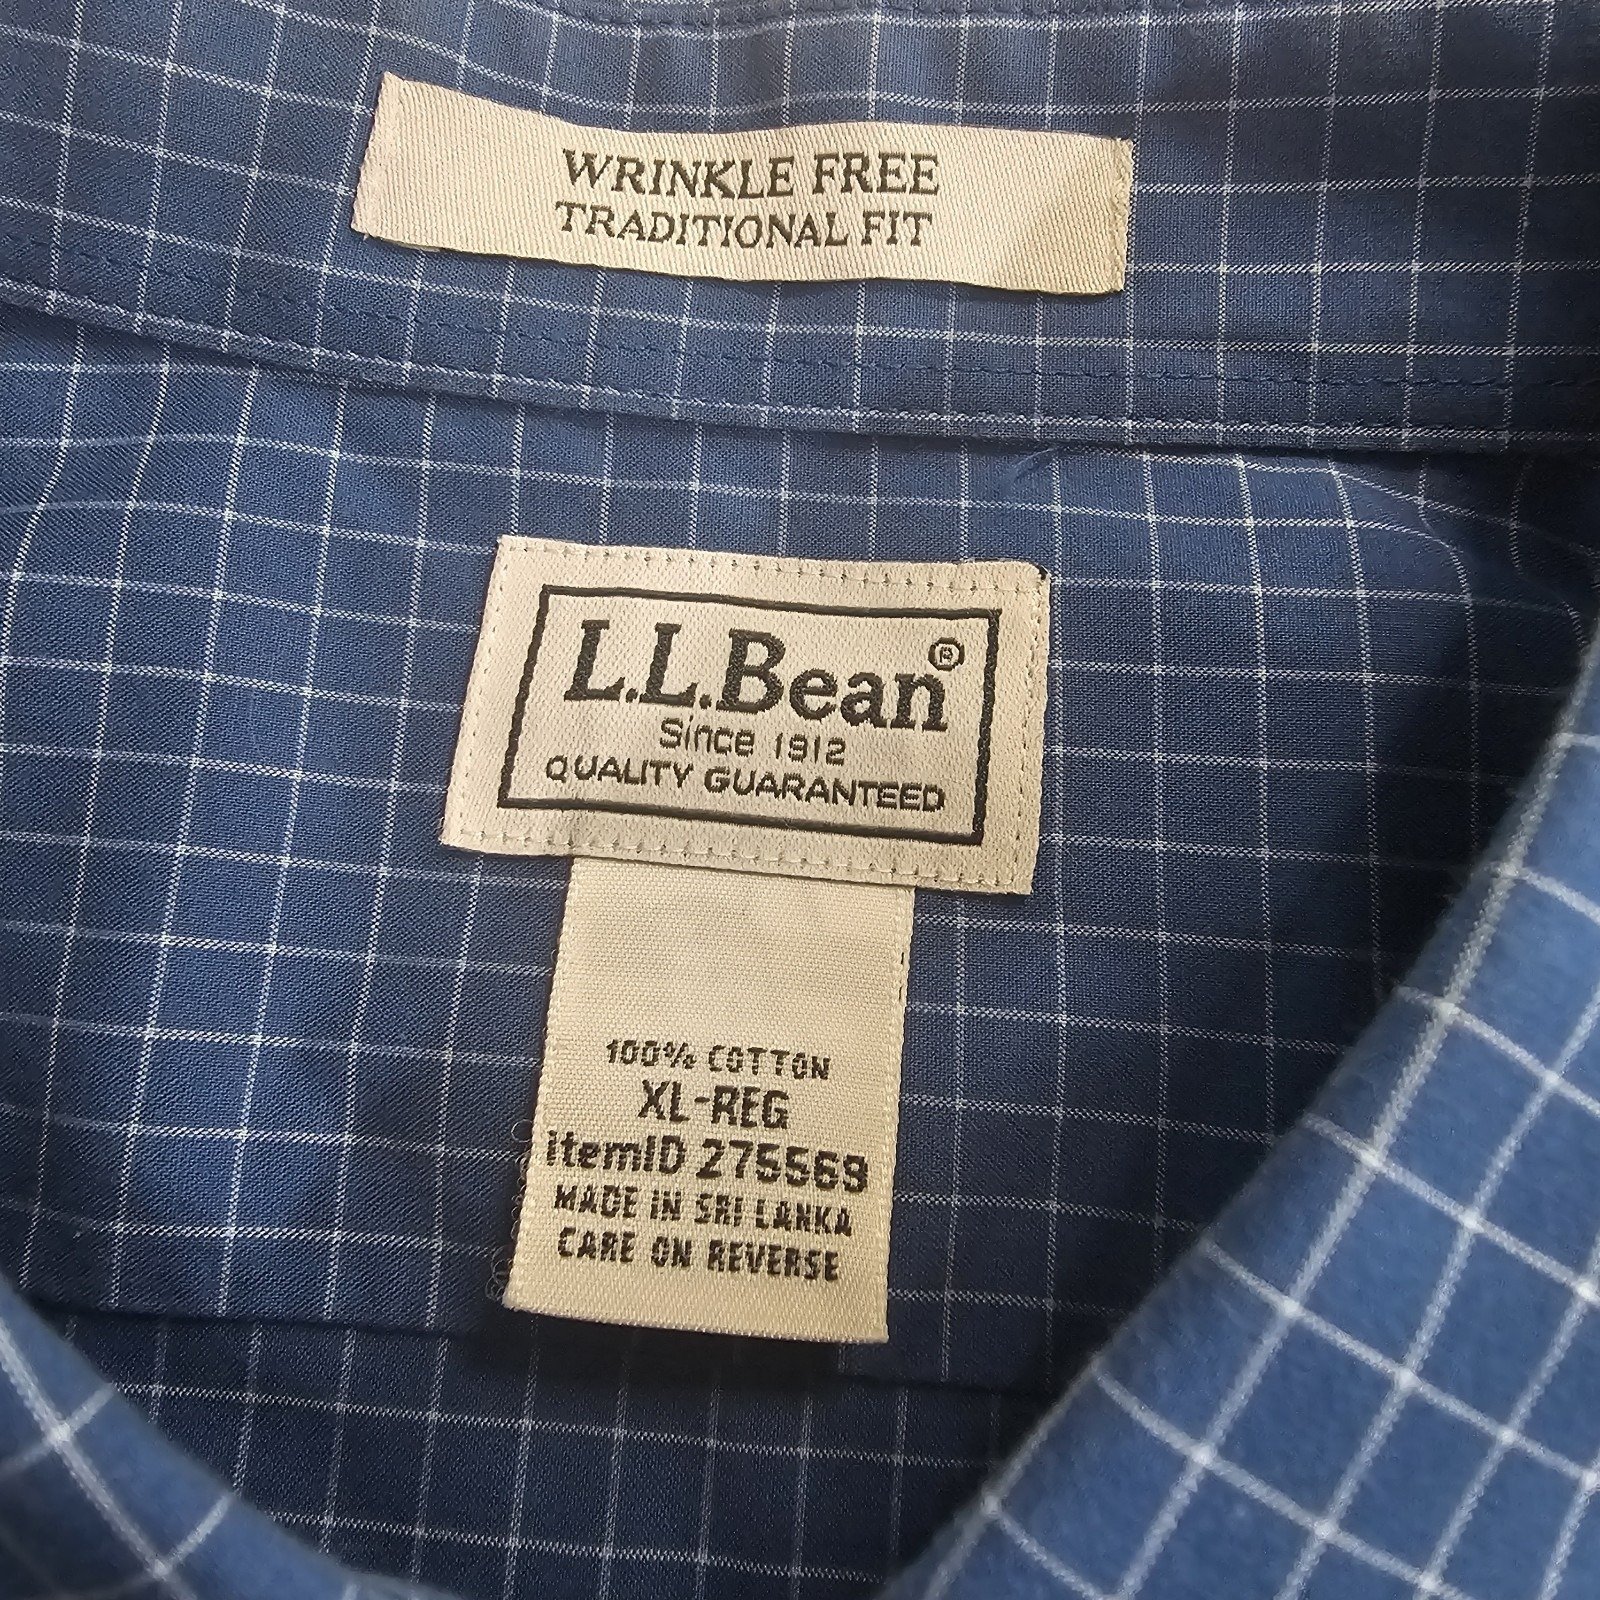 WRINKLE FREE
TRADITIONAL FIT
L.L.Bean®
Since 1912
QUALITY GUARANTEED
100% COTTON
XL-REG
itemID 275569
MADE IN SRI LANKA
CARE ON REVERSE